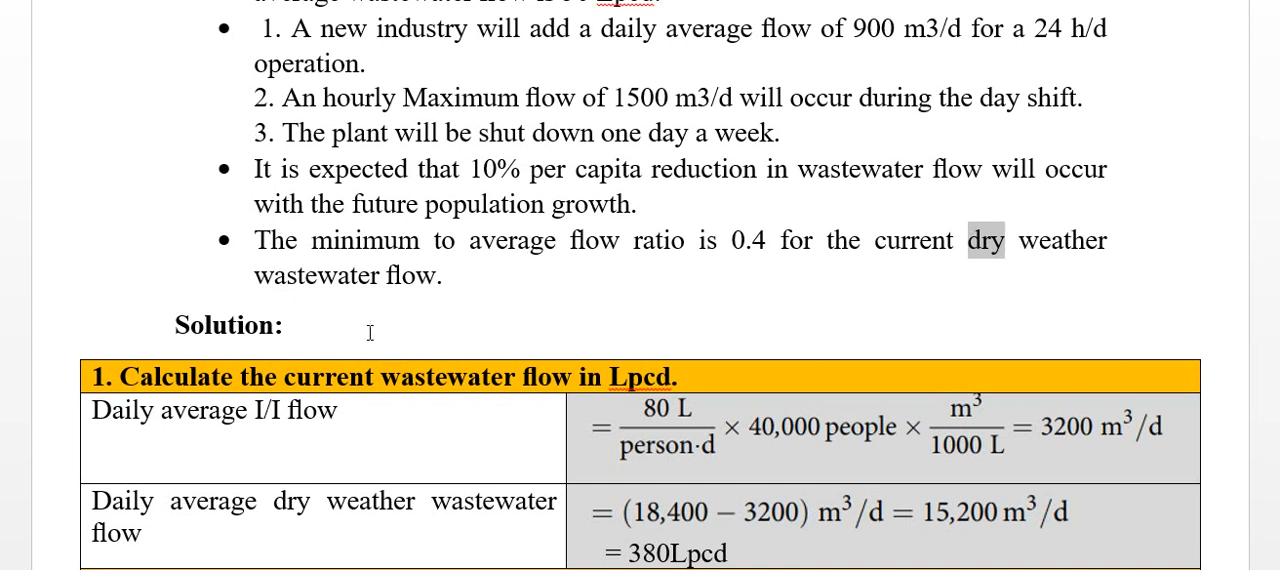 1. A new industry will add a daily average flow of 900 m3/d for a 24 h/d
operation.
2. An hourly Maximum flow of 1500 m3/d will occur during the day shift.
3. The plant will be shut down one day a week.
It is expected that 10% per capita reduction in wastewater flow will occur
with the future population growth.
The minimum to average flow ratio is 0.4 for the current dry weather
wastewater flow.
Solution:
1. Calculate the current wastewater flow in Lpcd.
Daily average I/I flow
= 80 L / person·d × 40,000 people × m³ / 1000 L = 3200 m³/d
Daily average dry weather wastewater
flow
= (18,400 − 3200) m³/d = 15,200 m³/d
= 380Lpcd